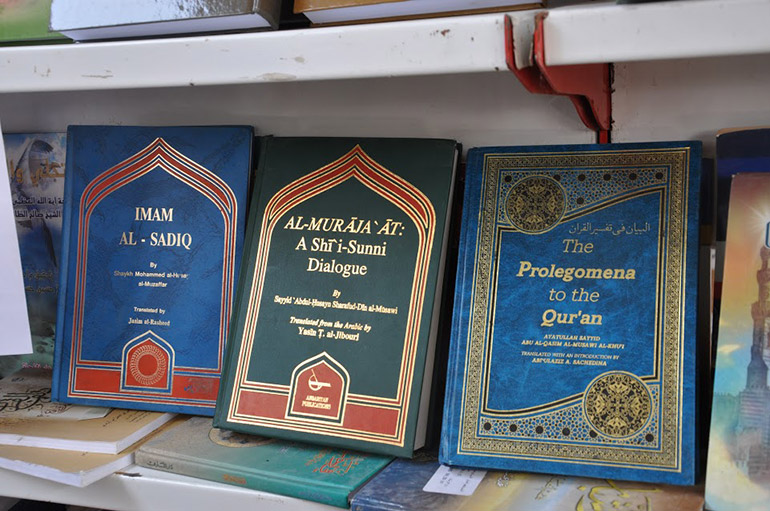 IMAM
AL - SADIQ
By
Shaykh Mohammed al-Husayn
al-Muzaffar
Translated by
Jasim al-Rasheed
AL-MURĀJA`ĀT:
A Shī`i-Sunni
Dialogue
By
Sayyid `Abdul-Ḥusayn Sharafud-Dīn al-Mūsawi
Translated from the Arabic by
Yasīn Ṭ. al-Jibouri
ANSARIYAN
PUBLICATIONS
البيان في تفسير القرآن
The
Prolegomena
to the
Qur'an
AYATULLAH SAYYID
ABU AL-QASIM AL-MUSAWI AL-KHU'I
TRANSLATED WITH AN INTRODUCTION BY
ABDULAZIZ A. SACHEDINA